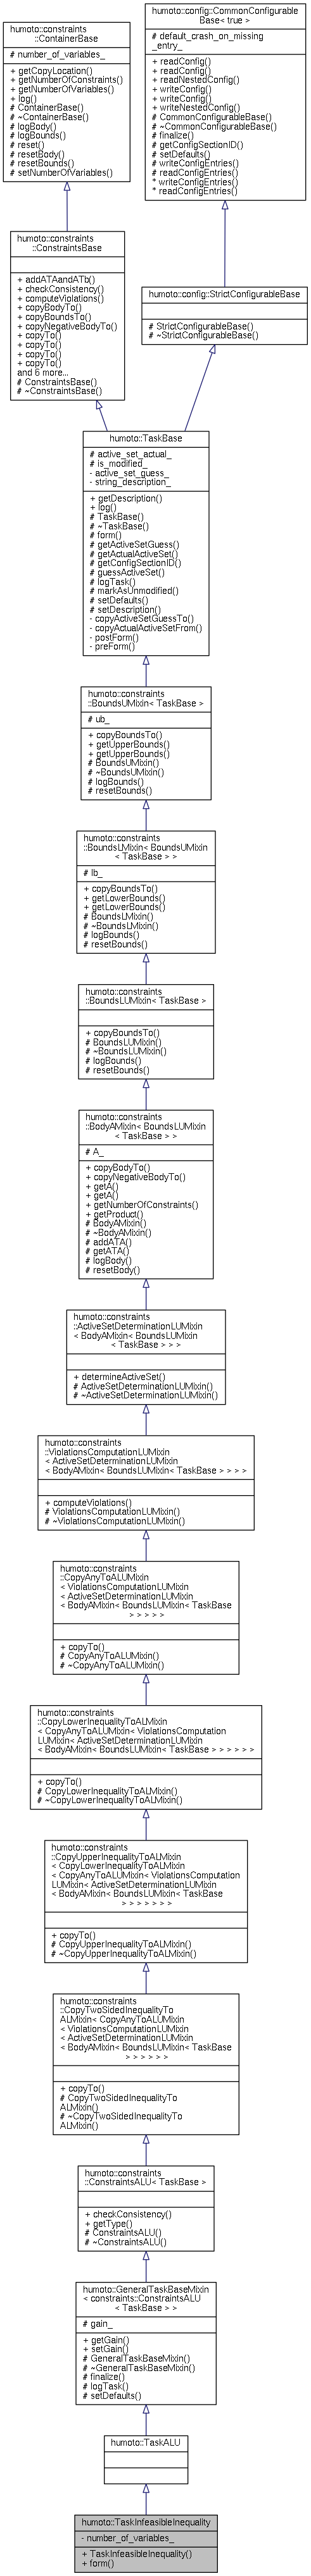 humoto::constraints
::ContainerBase
# number_of_variables_
+ getCopyLocation()
+ getNumberOfConstraints()
+ getNumberOfVariables()
+ log()
# ContainerBase()
# ~ContainerBase()
# logBody()
# logBounds()
# reset()
# resetBody()
# resetBounds()
# setNumberOfVariables()
humoto::config::CommonConfigurable
Base< true >
# default_crash_on_missing
_entry_
+ readConfig()
+ readConfig()
+ readNestedConfig()
+ writeConfig()
+ writeConfig()
+ writeNestedConfig()
# CommonConfigurableBase()
# ~CommonConfigurableBase()
# finalize()
# getConfigSectionID()
# setDefaults()
# writeConfigEntries()
# readConfigEntries()
* writeConfigEntries()
* readConfigEntries()
humoto::constraints
::ConstraintsBase
+ addATAandATb()
+ checkConsistency()
+ computeViolations()
+ copyBodyTo()
+ copyBoundsTo()
+ copyNegativeBodyTo()
+ copyTo()
+ copyTo()
+ copyTo()
+ copyTo()
and 6 more...
# ConstraintsBase()
# ~ConstraintsBase()
humoto::config::StrictConfigurableBase
# StrictConfigurableBase()
# ~StrictConfigurableBase()
humoto::TaskBase
# active_set_actual_
# is_modified_
- active_set_guess_
- string_description_
+ getDescription()
+ log()
# TaskBase()
# ~TaskBase()
# form()
# getActiveSetGuess()
# getActualActiveSet()
# getConfigSectionID()
# guessActiveSet()
# logTask()
# markAsUnmodified()
# setDefaults()
# setDescription()
- copyActiveSetGuessTo()
- copyActualActiveSetFrom()
- postForm()
- preForm()
humoto::constraints
::BoundsUMixin< TaskBase >
# ub_
+ copyBoundsTo()
+ getUpperBounds()
+ getUpperBounds()
# BoundsUMixin()
# ~BoundsUMixin()
# logBounds()
# resetBounds()
humoto::constraints
::BoundsLMixin< BoundsUMixin
< TaskBase > >
# lb_
+ copyBoundsTo()
+ getLowerBounds()
+ getLowerBounds()
# BoundsLMixin()
# ~BoundsLMixin()
# logBounds()
# resetBounds()
humoto::constraints
::BoundsLUMixin< TaskBase >
+ copyBoundsTo()
# BoundsLUMixin()
# ~BoundsLUMixin()
# logBounds()
# resetBounds()
humoto::constraints
::BodyAMixin< BoundsLUMixin
< TaskBase > >
# A_
+ copyBodyTo()
+ copyNegativeBodyTo()
+ getA()
+ getA()
+ getNumberOfConstraints()
+ getProduct()
# BodyAMixin()
# ~BodyAMixin()
# addATA()
# getATA()
# logBody()
# resetBody()
humoto::constraints
::ActiveSetDeterminationLUMixin
< BodyAMixin< BoundsLUMixin
< TaskBase > > >
+ determineActiveSet()
# ActiveSetDeterminationLUMixin()
# ~ActiveSetDeterminationLUMixin()
humoto::constraints
::ViolationsComputationLUMixin
< ActiveSetDeterminationLUMixin
< BodyAMixin< BoundsLUMixin< TaskBase > > > >
+ computeViolations()
# ViolationsComputationLUMixin()
# ~ViolationsComputationLUMixin()
humoto::constraints
::CopyAnyToALUMixin
< ViolationsComputationLUMixin
< ActiveSetDeterminationLUMixin
< BodyAMixin< BoundsLUMixin< TaskBase
> > > > >
+ copyTo()
# CopyAnyToALUMixin()
# ~CopyAnyToALUMixin()
humoto::constraints
::CopyLowerInequalityToALMixin
< CopyAnyToALUMixin< ViolationsComputation
LUMixin< ActiveSetDeterminationLUMixin
< BodyAMixin< BoundsLUMixin< TaskBase > > > > > >
+ copyTo()
# CopyLowerInequalityToALMixin()
# ~CopyLowerInequalityToALMixin()
humoto::constraints
::CopyUpperInequalityToALMixin
< CopyLowerInequalityToALMixin
< CopyAnyToALUMixin< ViolationsComputation
LUMixin< ActiveSetDeterminationLUMixin
< BodyAMixin< BoundsLUMixin< TaskBase
> > > > > > >
+ copyTo()
# CopyUpperInequalityToALMixin()
# ~CopyUpperInequalityToALMixin()
humoto::constraints
::CopyTwoSidedInequalityTo
ALMixin< CopyAnyToALUMixin
< ViolationsComputationLUMixin
< ActiveSetDeterminationLUMixin
< BodyAMixin< BoundsLUMixin< TaskBase
> > > > > >
+ copyTo()
# CopyTwoSidedInequalityTo
ALMixin()
# ~CopyTwoSidedInequalityTo
ALMixin()
humoto::constraints
::ConstraintsALU< TaskBase >
+ checkConsistency()
+ getType()
# ConstraintsALU()
# ~ConstraintsALU()
humoto::GeneralTaskBaseMixin
< constraints::ConstraintsALU
< TaskBase > >
# gain_
+ getGain()
+ setGain()
# GeneralTaskBaseMixin()
# ~GeneralTaskBaseMixin()
# finalize()
# logTask()
# setDefaults()
humoto::TaskALU
humoto::TaskInfeasibleInequality
- number_of_variables_
+ TaskInfeasibleInequality()
+ form()